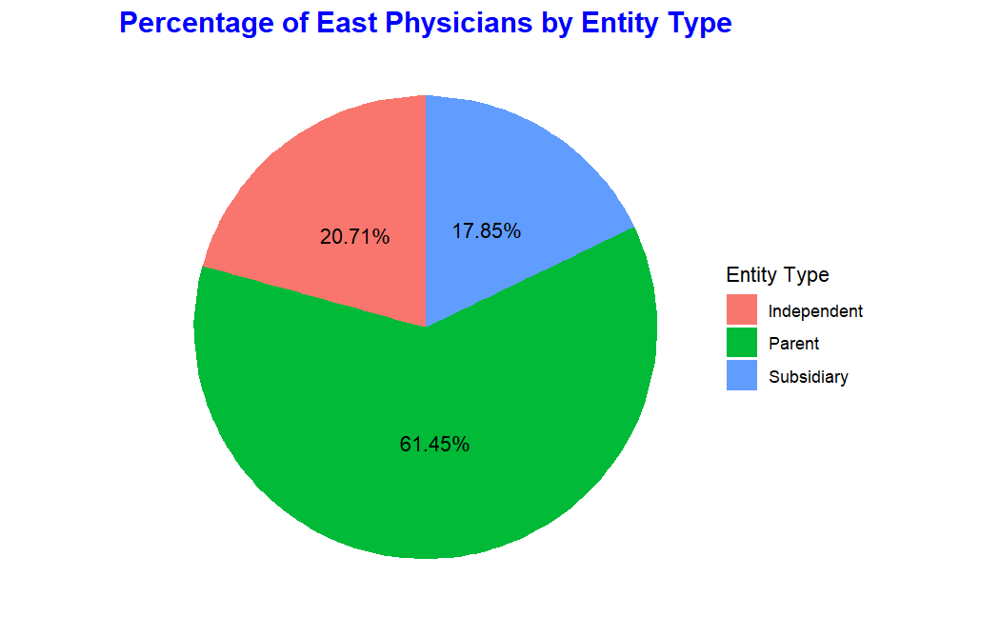 Percentage of East Physicians by Entity Type
20.71%
17.85%
61.45%
Entity Type
Independent
Parent
Subsidiary